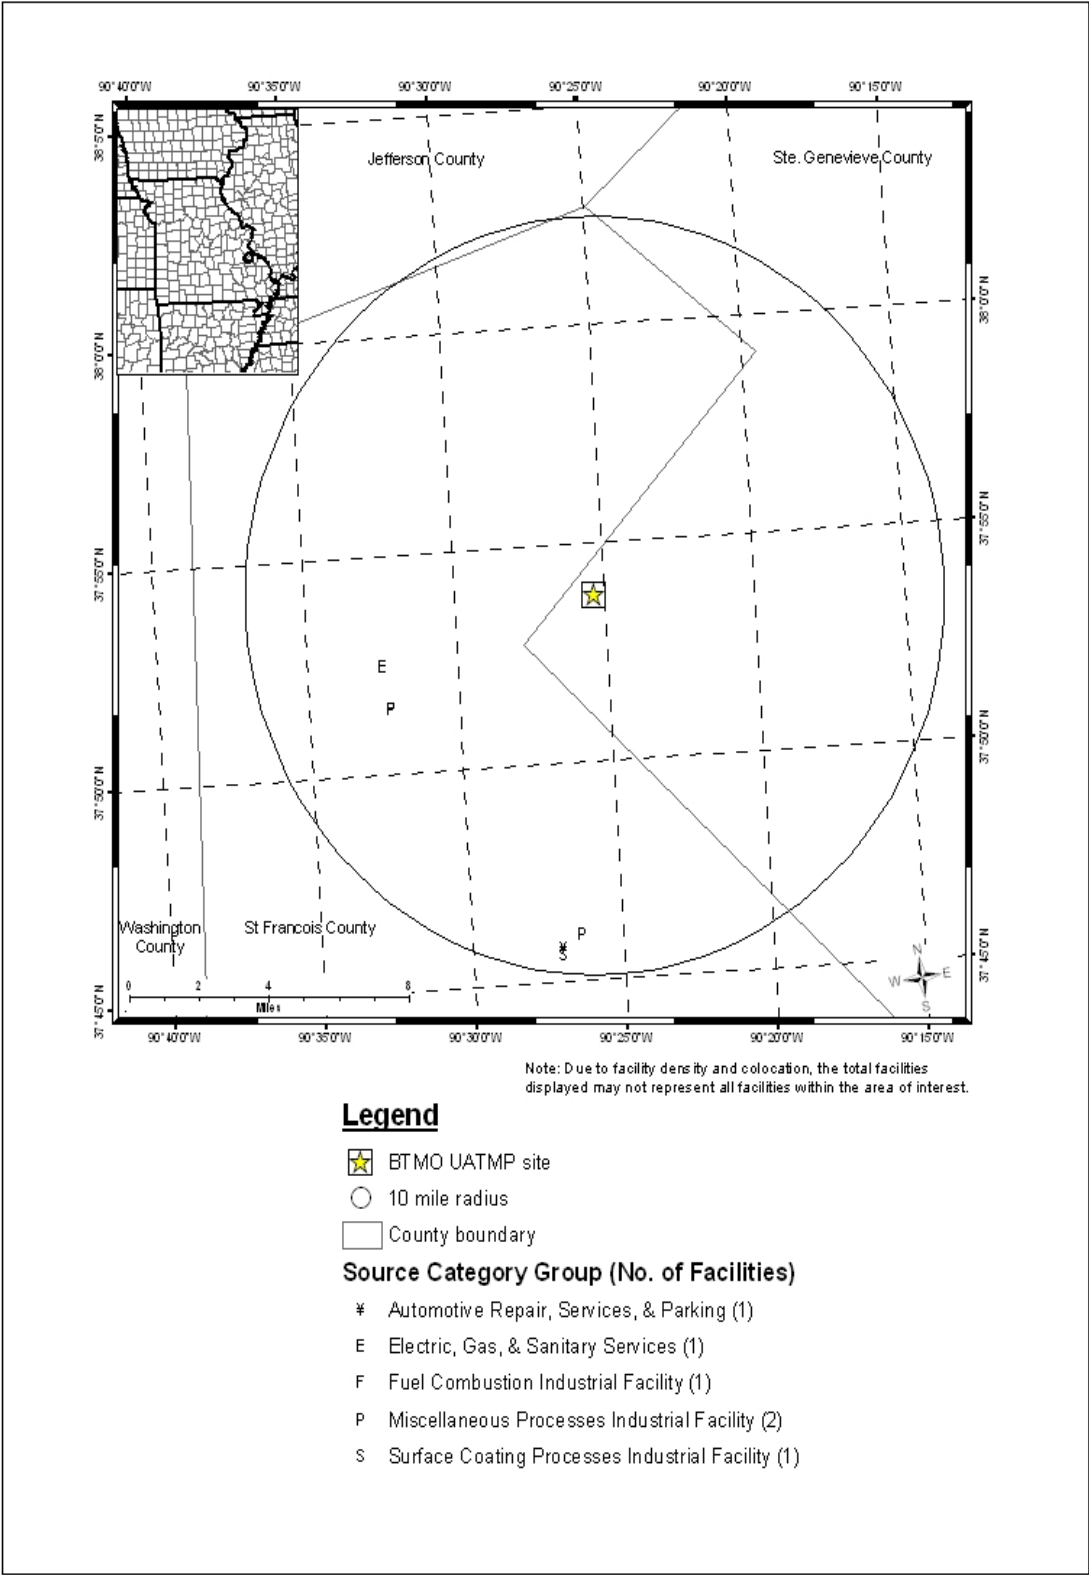 90°40'0"W 90°35'0"W 90°30'0"W 90°25'0"W 90°20'0"W 90°15'0"W
38°5'0"N
Jefferson County
Ste. Genevieve County
38°0'0"N
38°0'0"N
37°55'0"N
37°55'0"N
E
P
37°50'0"N
37°50'0"N
Washington
County
St Francois County
P
¥
S
37°45'0"N
N
W E
S
0 2 4 8
Miles
37°45'0"N
90°40'0"W 90°35'0"W 90°30'0"W 90°25'0"W 90°20'0"W 90°15'0"W
Note: Due to facility density and colocation, the total facilities
displayed may not represent all facilities within the area of interest.
Legend
BTMO UATMP site
10 mile radius
County boundary
Source Category Group (No. of Facilities)
¥ Automotive Repair, Services, & Parking (1)
E Electric, Gas, & Sanitary Services (1)
F Fuel Combustion Industrial Facility (1)
P Miscellaneous Processes Industrial Facility (2)
S Surface Coating Processes Industrial Facility (1)